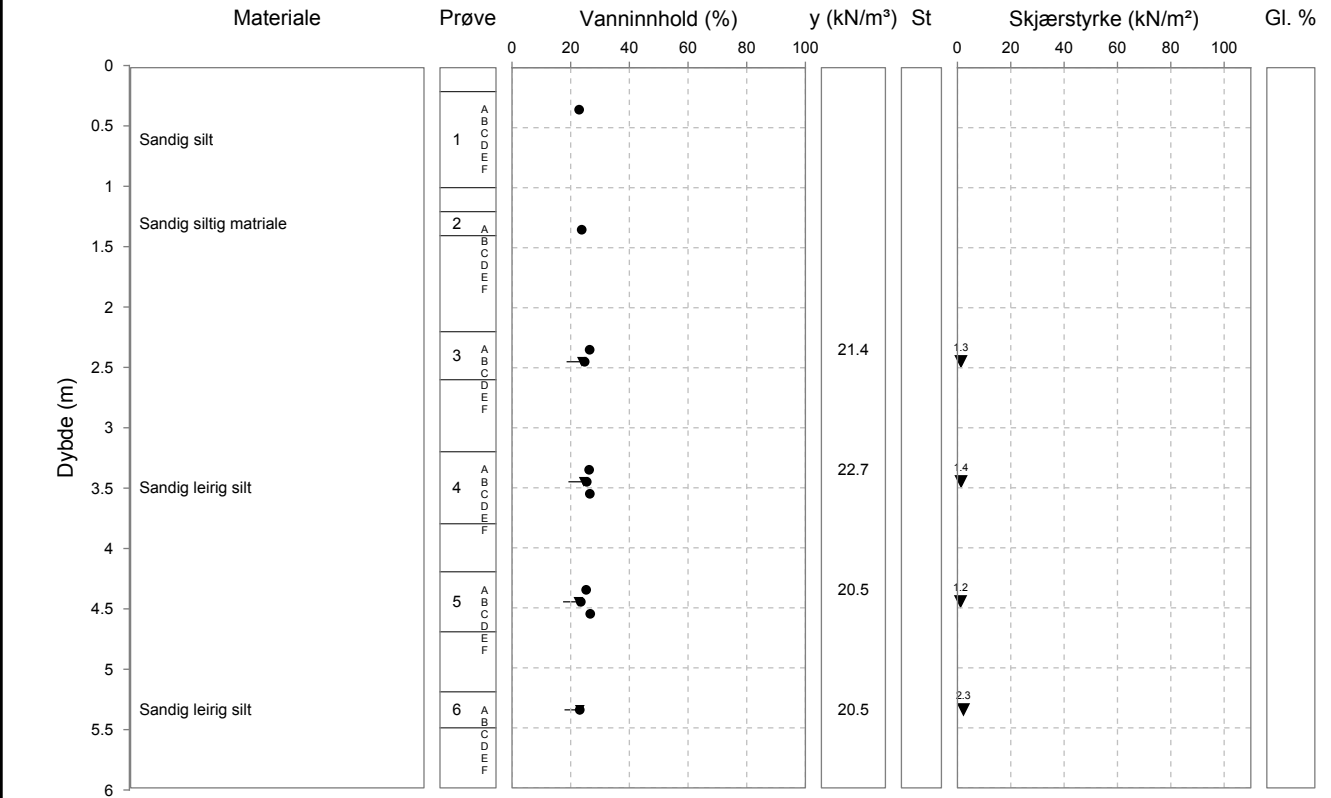 Materiale Prøve Vanninnhold (%) y (kN/m³) St Skjærstyrke (kN/m²) Gl. %
0 20 40 60 80 100 0 20 40 60 80 100
0
A
0.5
B
Sandig silt 1 C
D
E
F
1
Sandig siltig matriale 2 A
1.5 B
C
D
E
F
2
3 A 21.4 1.3
2.5 B
C
D
E
F
3
A 22.7 1.4
3.5 Sandig leirig silt 4 B
C
D
E
F
4
A 20.5 1.2
4.5 5 B
C
D
E
F
5
Sandig leirig silt 6 A 20.5 2.3
5.5 B
C
D
E
F
6
Dybde (m)